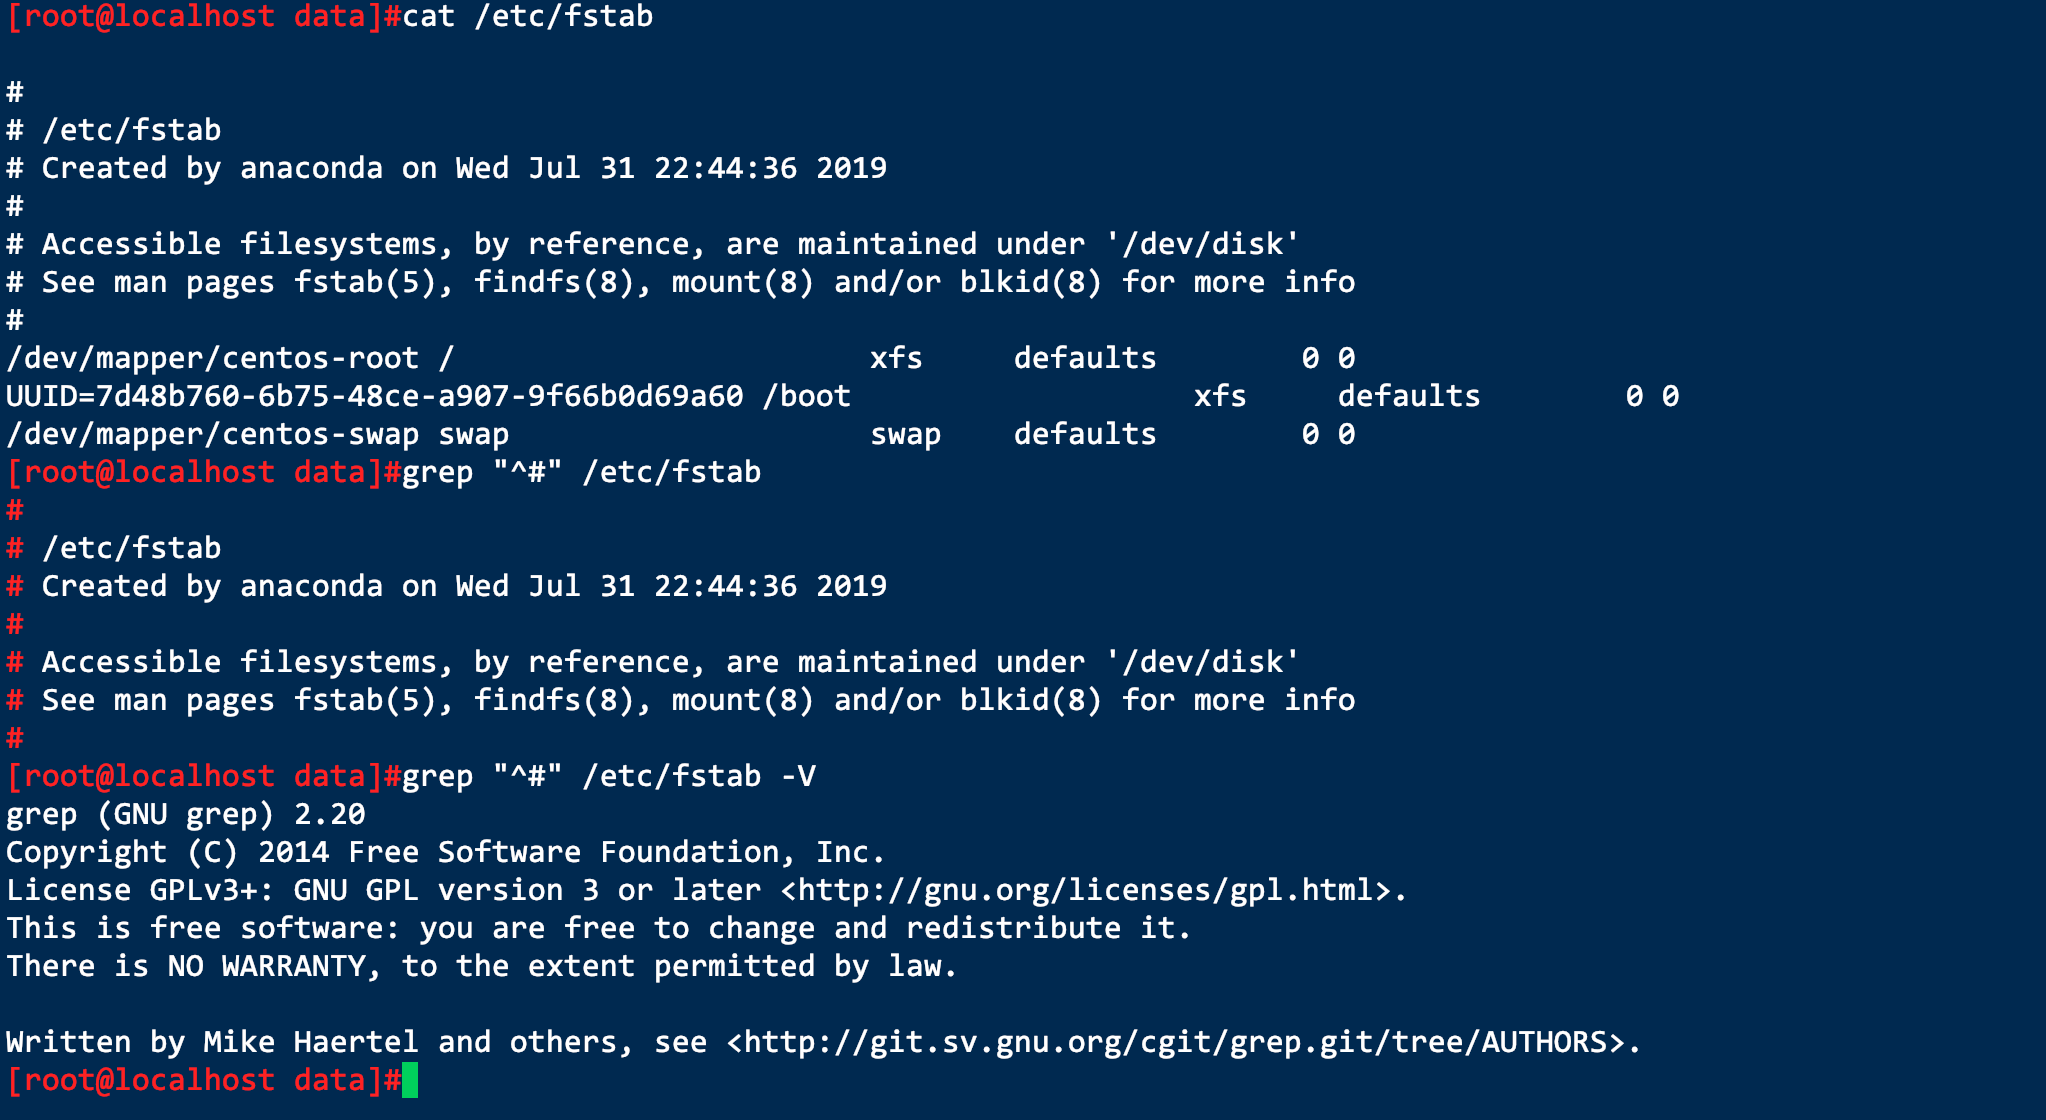 [root@localhost data]#cat /etc/fstab
#
# /etc/fstab
# Created by anaconda on Wed Jul 31 22:44:36 2019
#
# Accessible filesystems, by reference, are maintained under '/dev/disk'
# See man pages fstab(5), findfs(8), mount(8) and/or blkid(8) for more info
#
/dev/mapper/centos-root /                       xfs     defaults        0 0
UUID=7d48b760-6b75-48ce-a907-9f66b0d69a60 /boot                   xfs     defaults        0 0
/dev/mapper/centos-swap swap                    swap    defaults        0 0
[root@localhost data]#grep "^#" /etc/fstab
#
# /etc/fstab
# Created by anaconda on Wed Jul 31 22:44:36 2019
#
# Accessible filesystems, by reference, are maintained under '/dev/disk'
# See man pages fstab(5), findfs(8), mount(8) and/or blkid(8) for more info
#
[root@localhost data]#grep "^#" /etc/fstab -V
grep (GNU grep) 2.20
Copyright (C) 2014 Free Software Foundation, Inc.
License GPLv3+: GNU GPL version 3 or later <http://gnu.org/licenses/gpl.html>.
This is free software: you are free to change and redistribute it.
There is NO WARRANTY, to the extent permitted by law.
Written by Mike Haertel and others, see <http://git.sv.gnu.org/cgit/grep.git/tree/AUTHORS>.
[root@localhost data]#